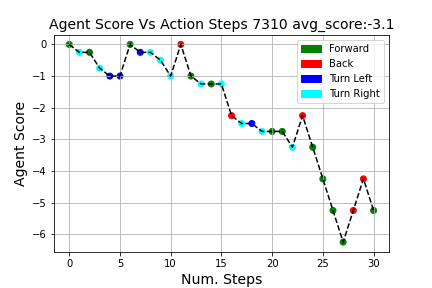 Agent Score Vs Action Steps 7310 avg_score:-3.1
Forward
Back
Turn Left
Turn Right
Agent Score
0
−1
−2
−3
−4
−5
−6
0 5 10 15 20 25 30
Num. Steps